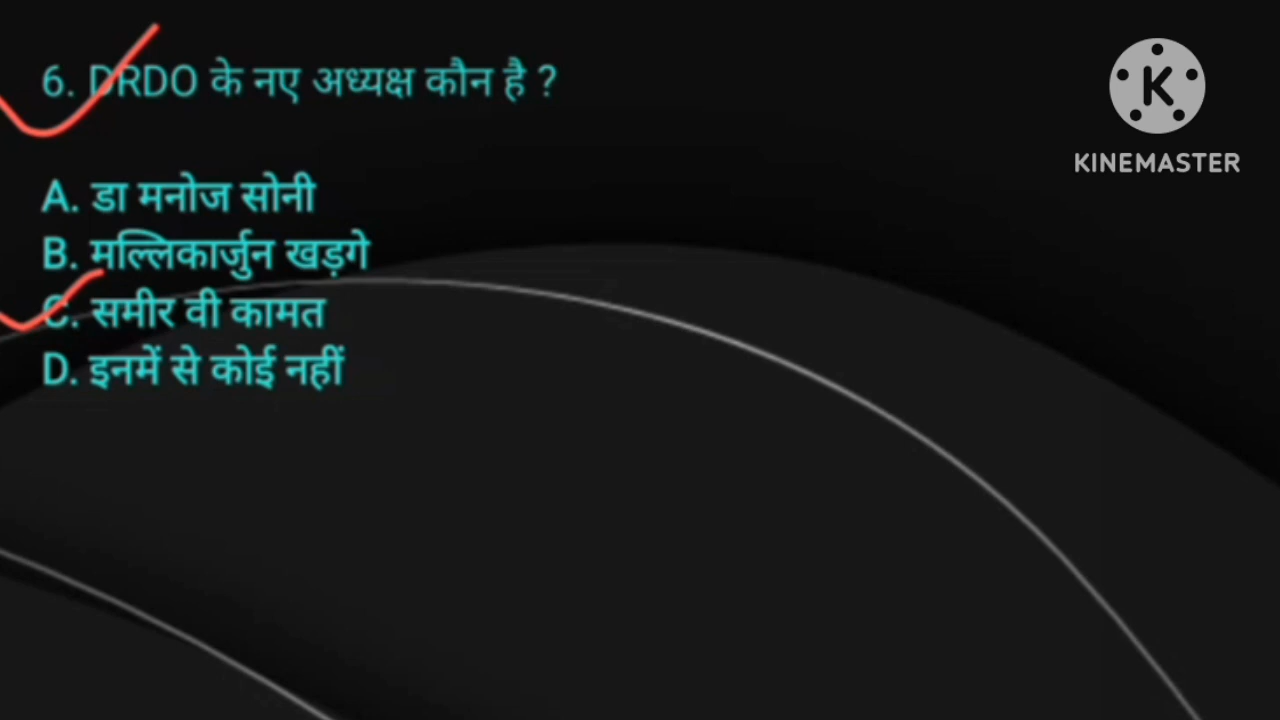 6. DRDO के नए अध्यक्ष कौन है ?
A. डा मनोज सोनी
B. मल्लिकार्जुन खड़गे
C. समीर वी कामत
D. इनमें से कोई नहीं
K
KINEMASTER